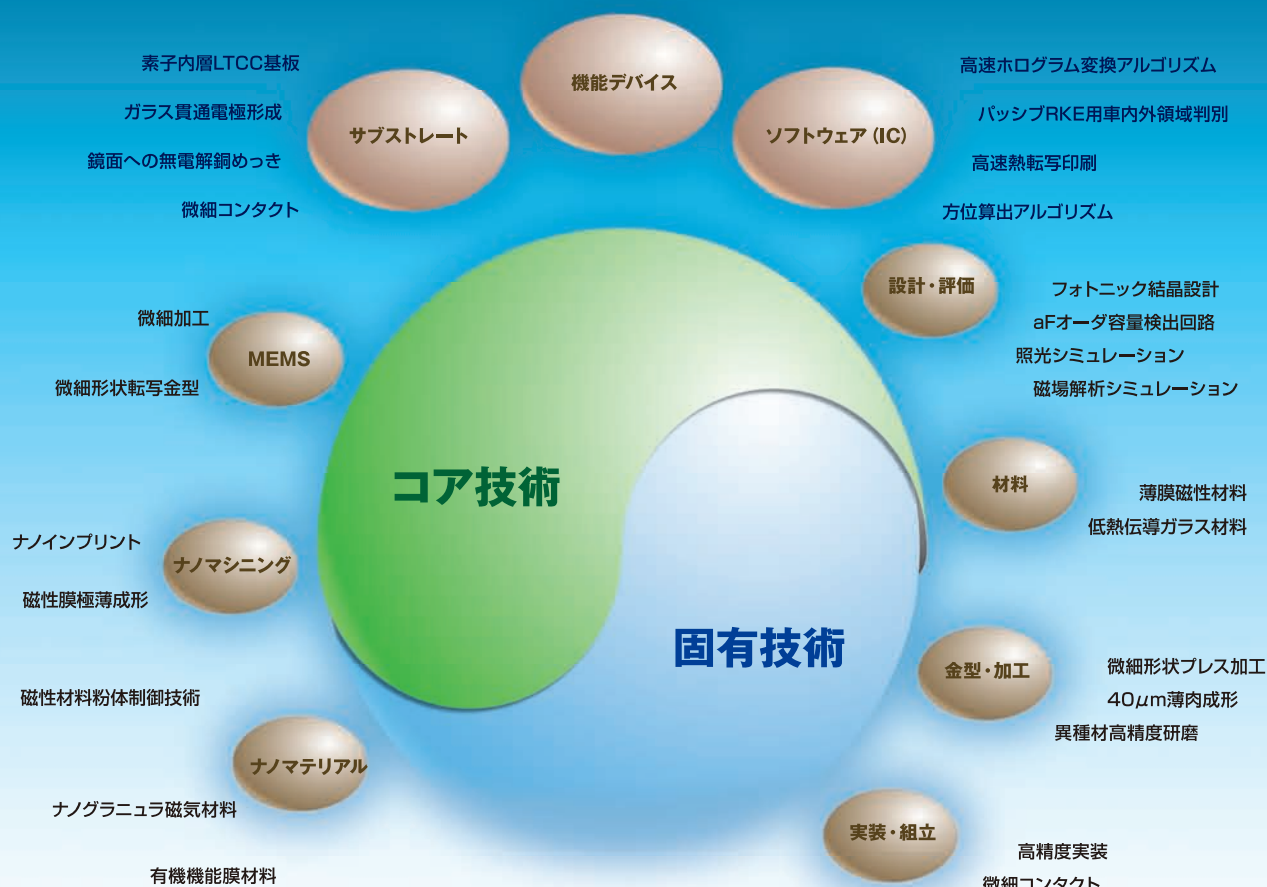 機能デバイス
素子内層LTCC基板
ガラス貫通電極形成
鏡面への無電解銅めっき
微細コンタクト
サブストレート
ソフトウェア(IC)
高速ホログラム変換アルゴリズム
パッシブRKE用車内外領域判別
高速熱転写印刷
方位算出アルゴリズム
設計・評価
フォトニック結晶設計
aFオーダ容量検出回路
照光シミュレーション
磁場解析シミュレーション
微細加工
MEMS
微細形状転写金型
コア技術
材料
薄膜磁性材料
低熱伝導ガラス材料
ナノインプリント
ナノマシニング
磁性膜極薄成形
固有技術
金型・加工
微細形状プレス加工
40μm薄肉成形
異種材高精度研磨
磁性材料粉体制御技術
ナノマテリアル
ナノグラニュラ磁気材料
有機機能膜材料
実装・組立
高精度実装
微細コンタクト